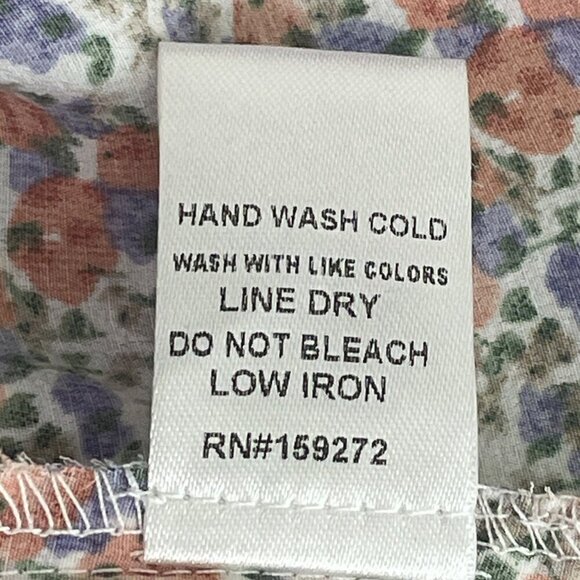 HAND WASH COLD
WASH WITH LIKE COLORS
LINE DRY
DO NOT BLEACH
LOW IRON
RN#159272